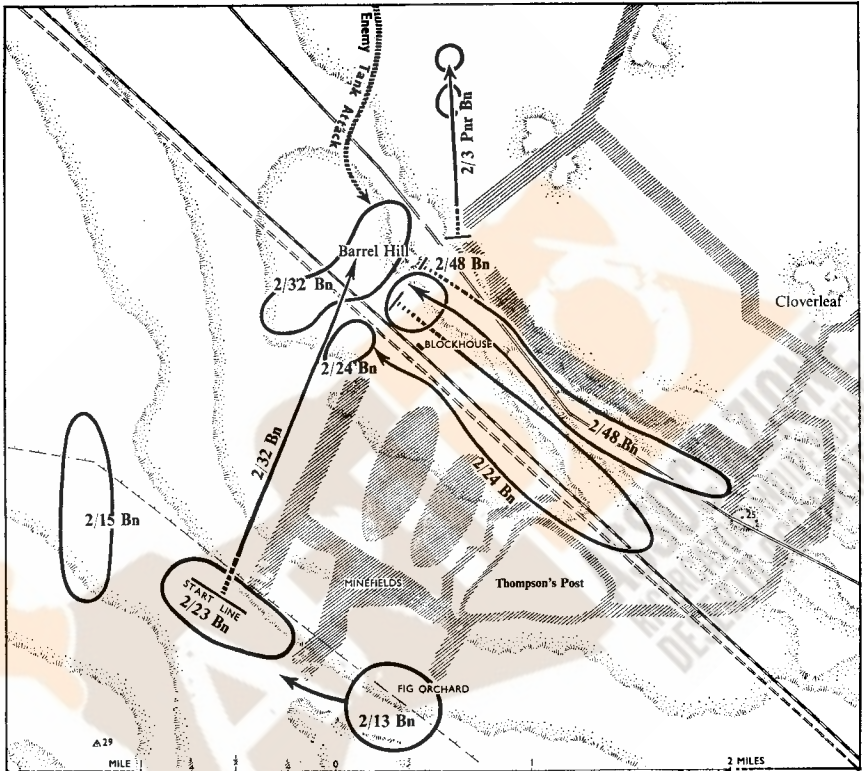 Enemy Tank Attack
2/3 Pnr Bn
Barrel Hill
2/48 Bn
2/32 Bn
Cloverleaf
BLOCKHOUSE
2/24 Bn
2/32 Bn
2/48 Bn
2/24 Bn
2/15 Bn
25
START LINE
2/23 Bn
MINEFIELDS
Thompson's Post
FIG ORCHARD
2/13 Bn
29
MILE
0
1
2 MILES